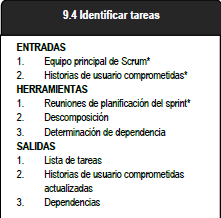 9.4 Identificar tareas
ENTRADAS
1. Equipo principal de Scrum*
2. Historias de usuario comprometidas*
HERRAMIENTAS
1. Reuniones de planificación del sprint*
2. Descomposición
3. Determinación de dependencia
SALIDAS
1. Lista de tareas
2. Historias de usuario comprometidas
actualizadas
3. Dependencias